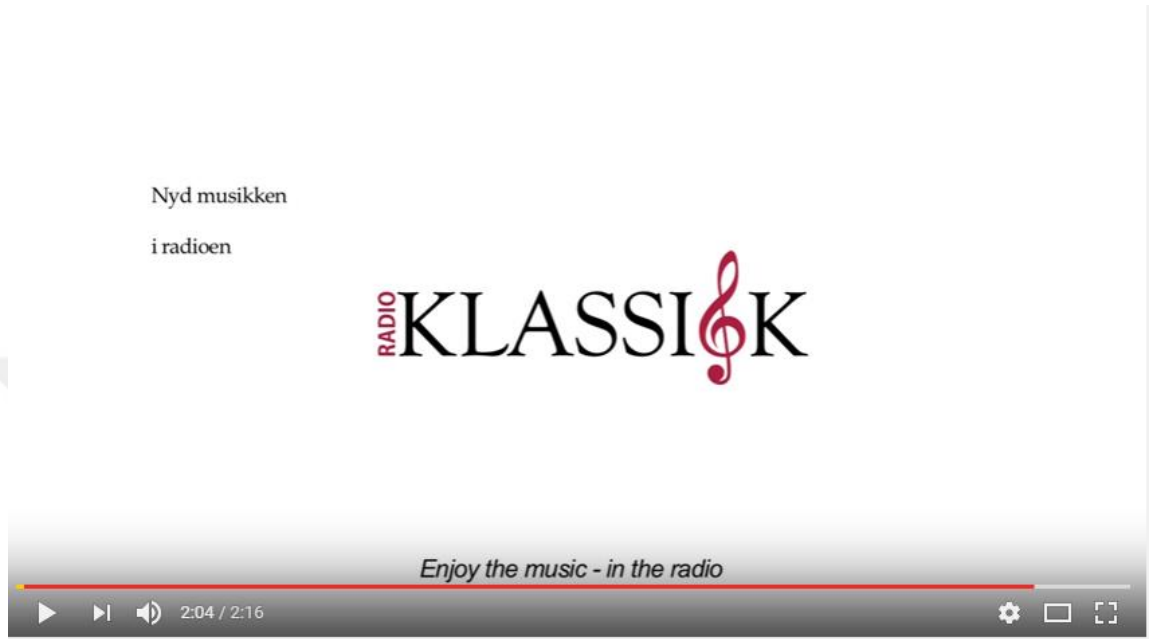 Nyd musikken
i radioen
RADIO KLASSISK
Enjoy the music - in the radio
2:04 / 2:16